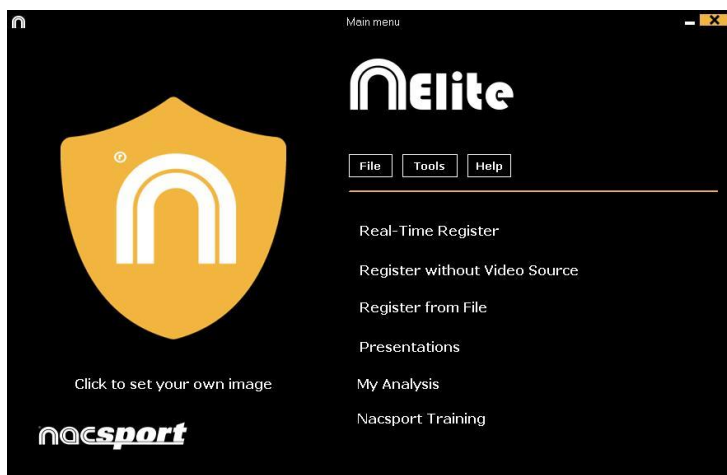 Main menu
nElite
File Tools Help
Real-Time Register
Register without Video Source
Register from File
Presentations
My Analysis
Nacsport Training
Click to set your own image
nacsport